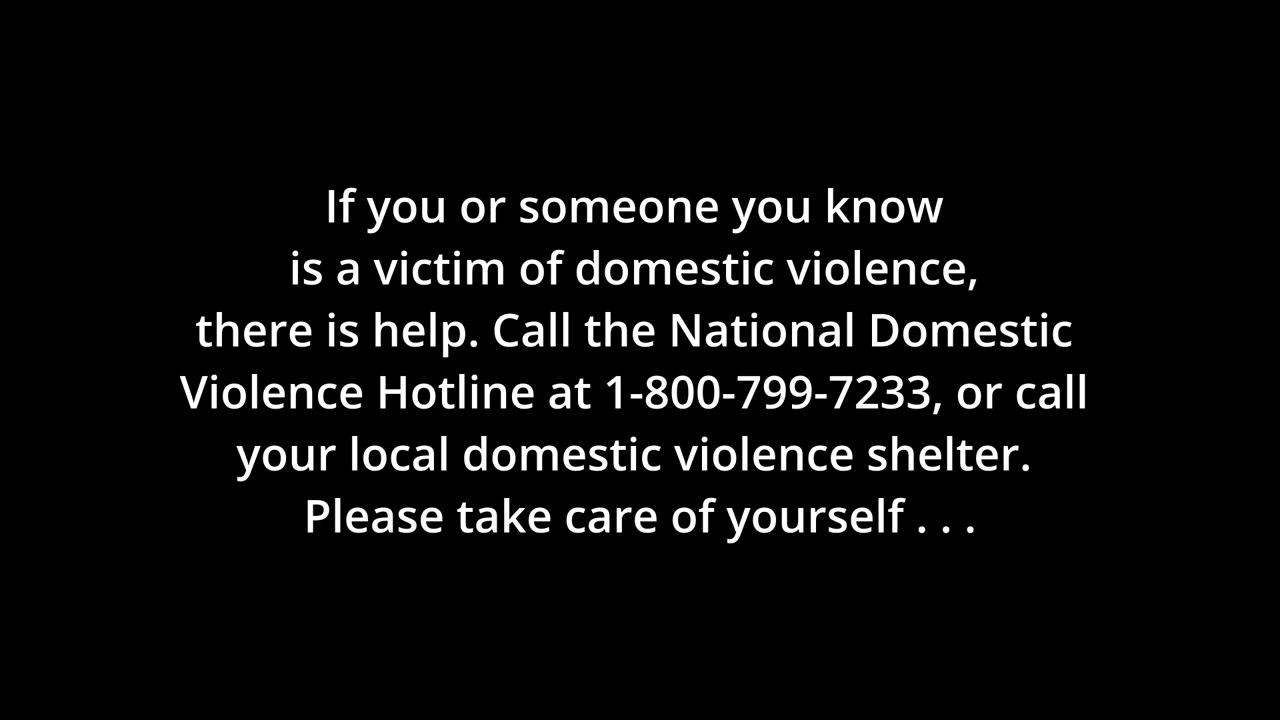 If you or someone you know
is a victim of domestic violence,
there is help. Call the National Domestic
Violence Hotline at 1-800-799-7233, or call
your local domestic violence shelter.
Please take care of yourself . . .